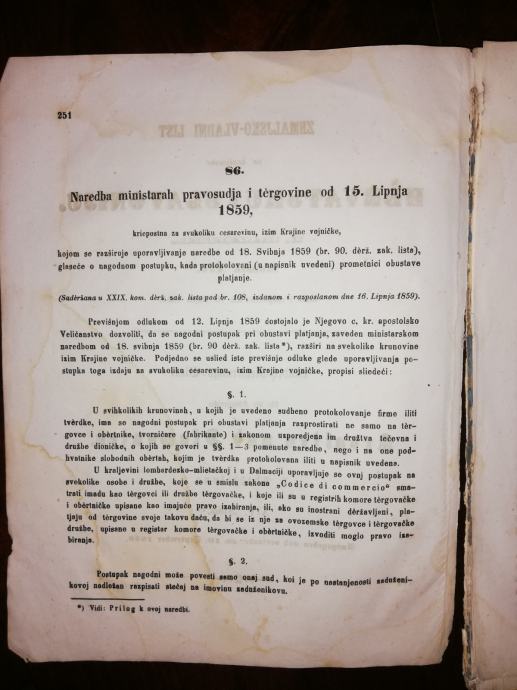 251
86.
Naredba ministarah pravosudja i tèrgovine od 15. Lipnja
1859,
kriepostna za svukoliku cesarevinu, izim Krajine vojničke,
kojom se razširuje uporavljivanje naredbe od 18. Svibnja 1859 (br. 90. dèrž. zak. lista),
glaseće o nagodnom postupku, kada protokolovani (u napisnik uvedeni) prometnici obustave
platjanje.
(Sadèržana u XXIX. kom. dèrž. zak. lista pod br. 108, izdanom i razposlanom dne 16. Lipnja 1859).
Previšnjom odlukom od 12. Lipnja 1859 dostojalo je Njegovo c. kr. apostolsko
Veličanstvo dozvoliti, da se nagodni postupak pri obustavi platjanja, zaveden ministarskom
naredbom od 18. svibnja 1859 (br. 90 dèrž. zak. lista*), razširi na svekolike krunovine
izim Krajine vojničke. Podjedno se uslied iste previšnje odluke glede uporavljivanja po-
stupka toga izdaju za svukoliku cesarevinu, izim Krajine vojničke, propisi sliedeći:
§. 1.
U svihkolikih krunovinah, u kojih je uvedeno sudbeno protokolovanje firme iliti
tvèrdke, ima se nagodni postupak pri obustavi platjanja razprostirati ne samo na tèr-
govce i obèrtnike, tvorničare (fabrikante) i zakonom uzporedjena im družtva tečevna i
družbe dioničke, o kojih se govori u §§. 1—3 pomenute naredbe, nego i na one pod-
hvatnike slobodnih obèrtah, kojim je tvèrdka protokolovana iliti u napisnik uvedena.
U kraljevini lombardesko-mlietačkoj i u Dalmaciji uporavljuje se ovaj postupak na
svekolike osobe i družbe, koje se u smislu zakona „Codice di commercio“ sma-
trati imadu kao tèrgovci ili družbe tèrgovačke, i koje ili su u registrih komore tèrgovačke
i obèrtničke upisane kao imajuće pravo izabiranja, ili, ako su inostrani dèržavljani, pla-
tjaju od tèrgovine svoje takovu daću, da bi se iz nje za ovozemske tèrgovce i tèrgovačke
družbe, upisane u register komore tèrgovačke i obèrtničke, izvoditi moglo pravo iza-
biranja.
§. 2.
Postupak nagodni može povesti samo onaj sud, koi je po nastanjenosti zaduženi-
kovoj nadležan razpisati stečaj na imovinu zaduženikovu.
*) Vidi: Prilog k ovoj naredbi.